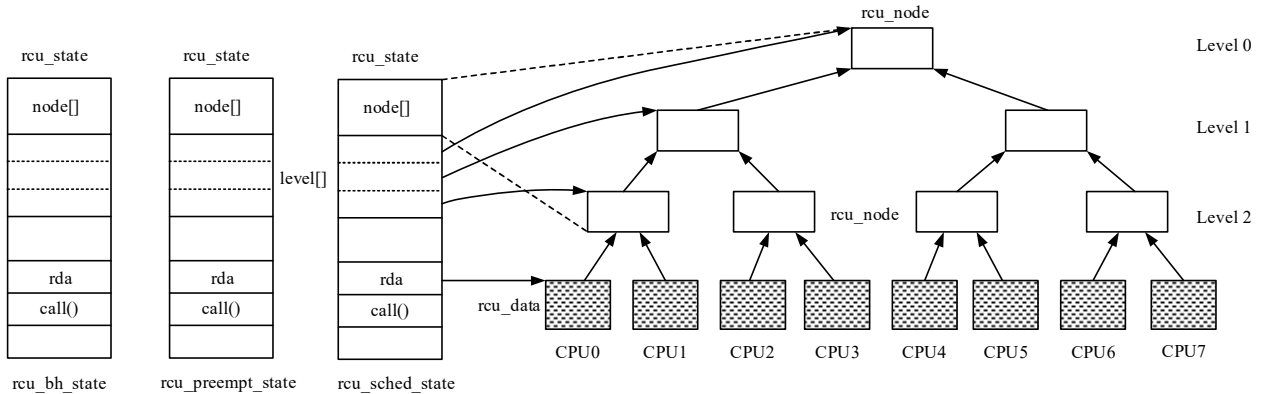 rcu_node
Level 0
rcu_state
rcu_state
rcu_state
node[]
node[]
node[]
Level 1
level[]
rcu_node
Level 2
rda
rda
rda
call()
call()
call()
rcu_data
CPU0
CPU1
CPU2
CPU3
CPU4
CPU5
CPU6
CPU7
rcu_bh_state
rcu_preempt_state
rcu_sched_state